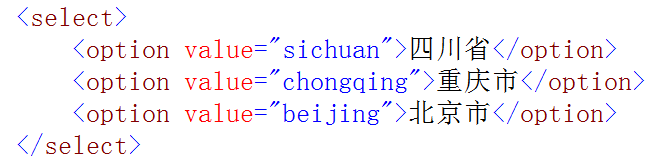 <select>
    <option value="sichuan">四川省</option>
    <option value="chongqing">重庆市</option>
    <option value="beijing">北京市</option>
</select>